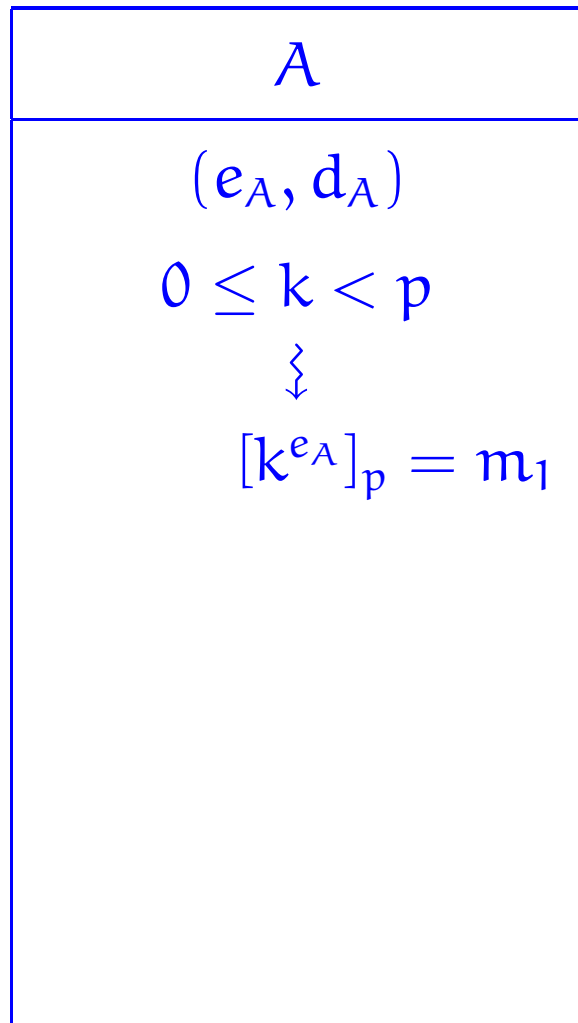 A
(e_A, d_A)
0 ≤ k < p
[k^{e_A}]_p = m_1